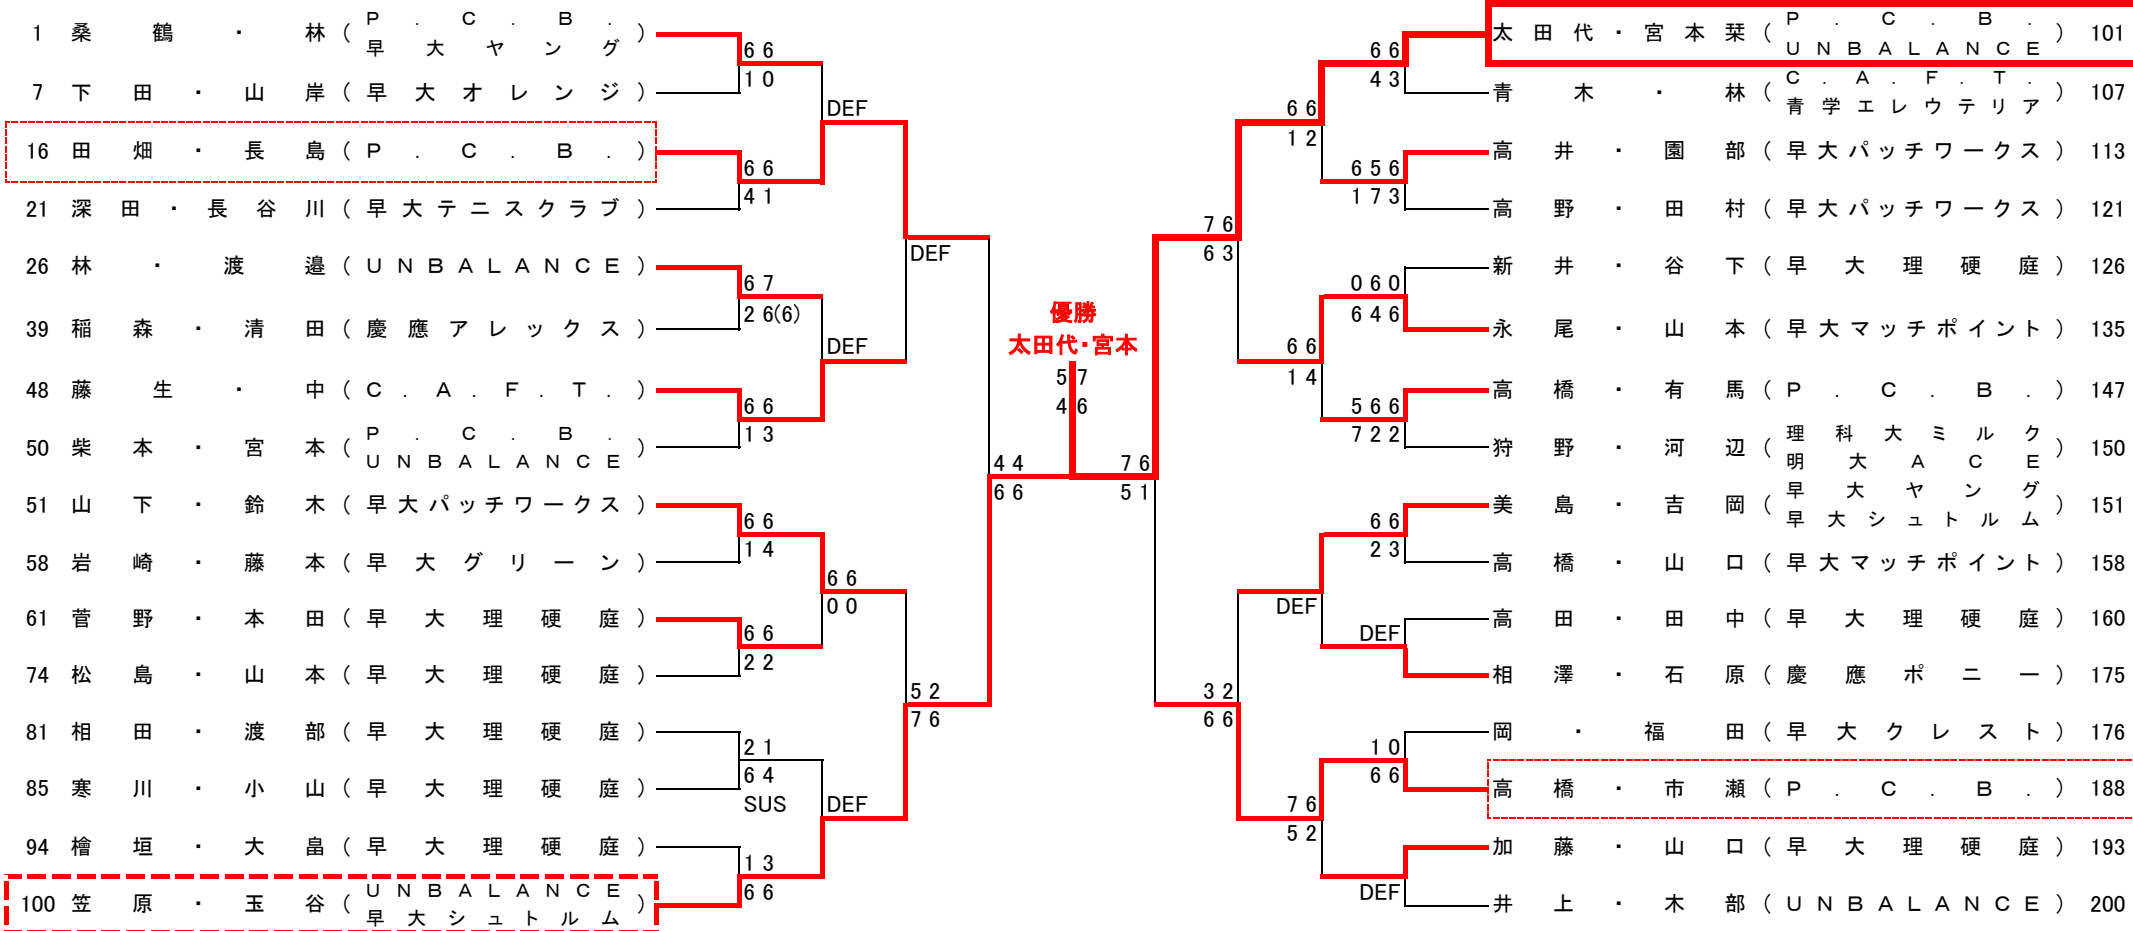 1 桑鶴・林(P.C.B. 早大ヤング)
7 下田・山岸(早大オレンジ)
16 田畑・長島(P.C.B.)
21 深田・長谷川(早大テニスクラブ)
26 林・渡邉(UNBALANCE)
39 稲森・清田(慶應アレックス)
48 藤生・中(C.A.F.T.)
50 柴本・宮本(P.C.B. UNBALANCE)
51 山下・鈴木(早大パッチワークス)
58 岩崎・藤本(早大グリーン)
61 菅野・本田(早大理硬庭)
74 松島・山本(早大理硬庭)
81 相田・渡部(早大理硬庭)
85 寒川・小山(早大理硬庭)
94 檜垣・大畠(早大理硬庭)
100 笠原・玉谷(UNBALANCE 早大シュトルム)
66
10
66
41
67
26(6)
66
13
66
14
66
22
21
64
SUS
13
66
DEF
DEF
66
00
DEF
DEF
52
76
44
66
優勝
太田代・宮本
57
46
76
51
76
63
32
66
66
12
66
14
DEF
76
52
66
43
656
173
060
646
566
722
66
23
DEF
10
66
DEF
太田代・宮本栞(P.C.B. UNBALANCE) 101
青木・林(C.A.F.T. 青学エレウテリア) 107
高井・園部(早大パッチワークス) 113
高野・田村(早大パッチワークス) 121
新井・谷下(早大理硬庭) 126
永尾・山本(早大マッチポイント) 135
高橋・有馬(P.C.B.) 147
狩野・河辺(理科大ミルク 明大ACE) 150
美島・吉岡(早大ヤング 早大シュトルム) 151
高橋・山口(早大マッチポイント) 158
高田・田中(早大理硬庭) 160
相澤・石原(慶應ポニー) 175
岡・福田(早大クレスト) 176
高橋・市瀬(P.C.B.) 188
加藤・山口(早大理硬庭) 193
井上・木部(UNBALANCE) 200